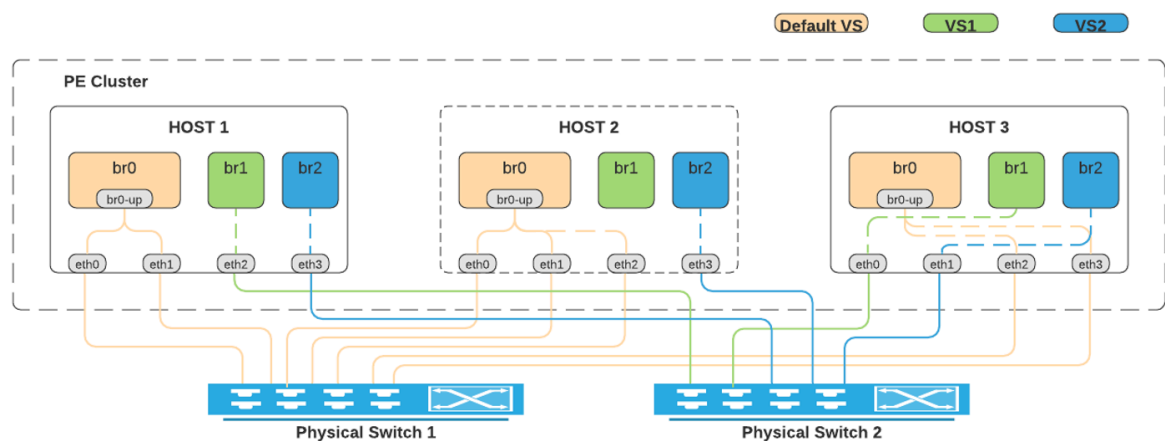 Default VS
VS1
VS2
PE Cluster
HOST 1
HOST 2
HOST 3
br0
br1
br2
br0
br1
br2
br0
br1
br2
br0-up
br0-up
br0-up
eth0
eth1
eth2
eth3
eth0
eth1
eth2
eth3
eth0
eth1
eth2
eth3
Physical Switch 1
Physical Switch 2